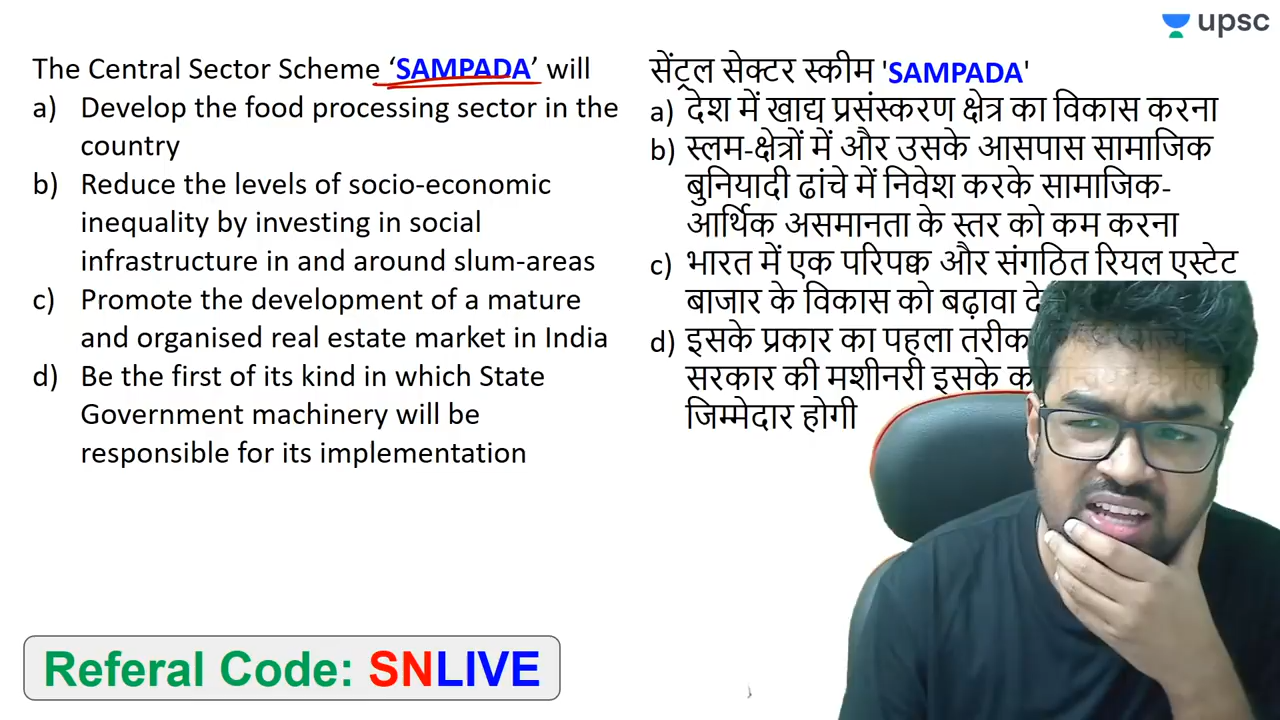 upsc
The Central Sector Scheme ‘SAMPADA’ will
a) Develop the food processing sector in the
country
b) Reduce the levels of socio-economic
inequality by investing in social
infrastructure in and around slum-areas
c) Promote the development of a mature
and organised real estate market in India
d) Be the first of its kind in which State
Government machinery will be
responsible for its implementation
सेंट्रल सेक्टर स्कीम 'SAMPADA'
a) देश में खाद्य प्रसंस्करण क्षेत्र का विकास करना
b) स्लम-क्षेत्रों में और उसके आसपास सामाजिक
बुनियादी ढांचे में निवेश करके सामाजिक-
आर्थिक असमानता के स्तर को कम करना
c) भारत में एक परिपक्व और संगठित रियल एस्टेट
बाजार के विकास को बढ़ावा
d) इसके प्रकार का पहला
सरकार की मशीनरी इसके
जिम्मेदार होगी
Referal Code: SNLIVE